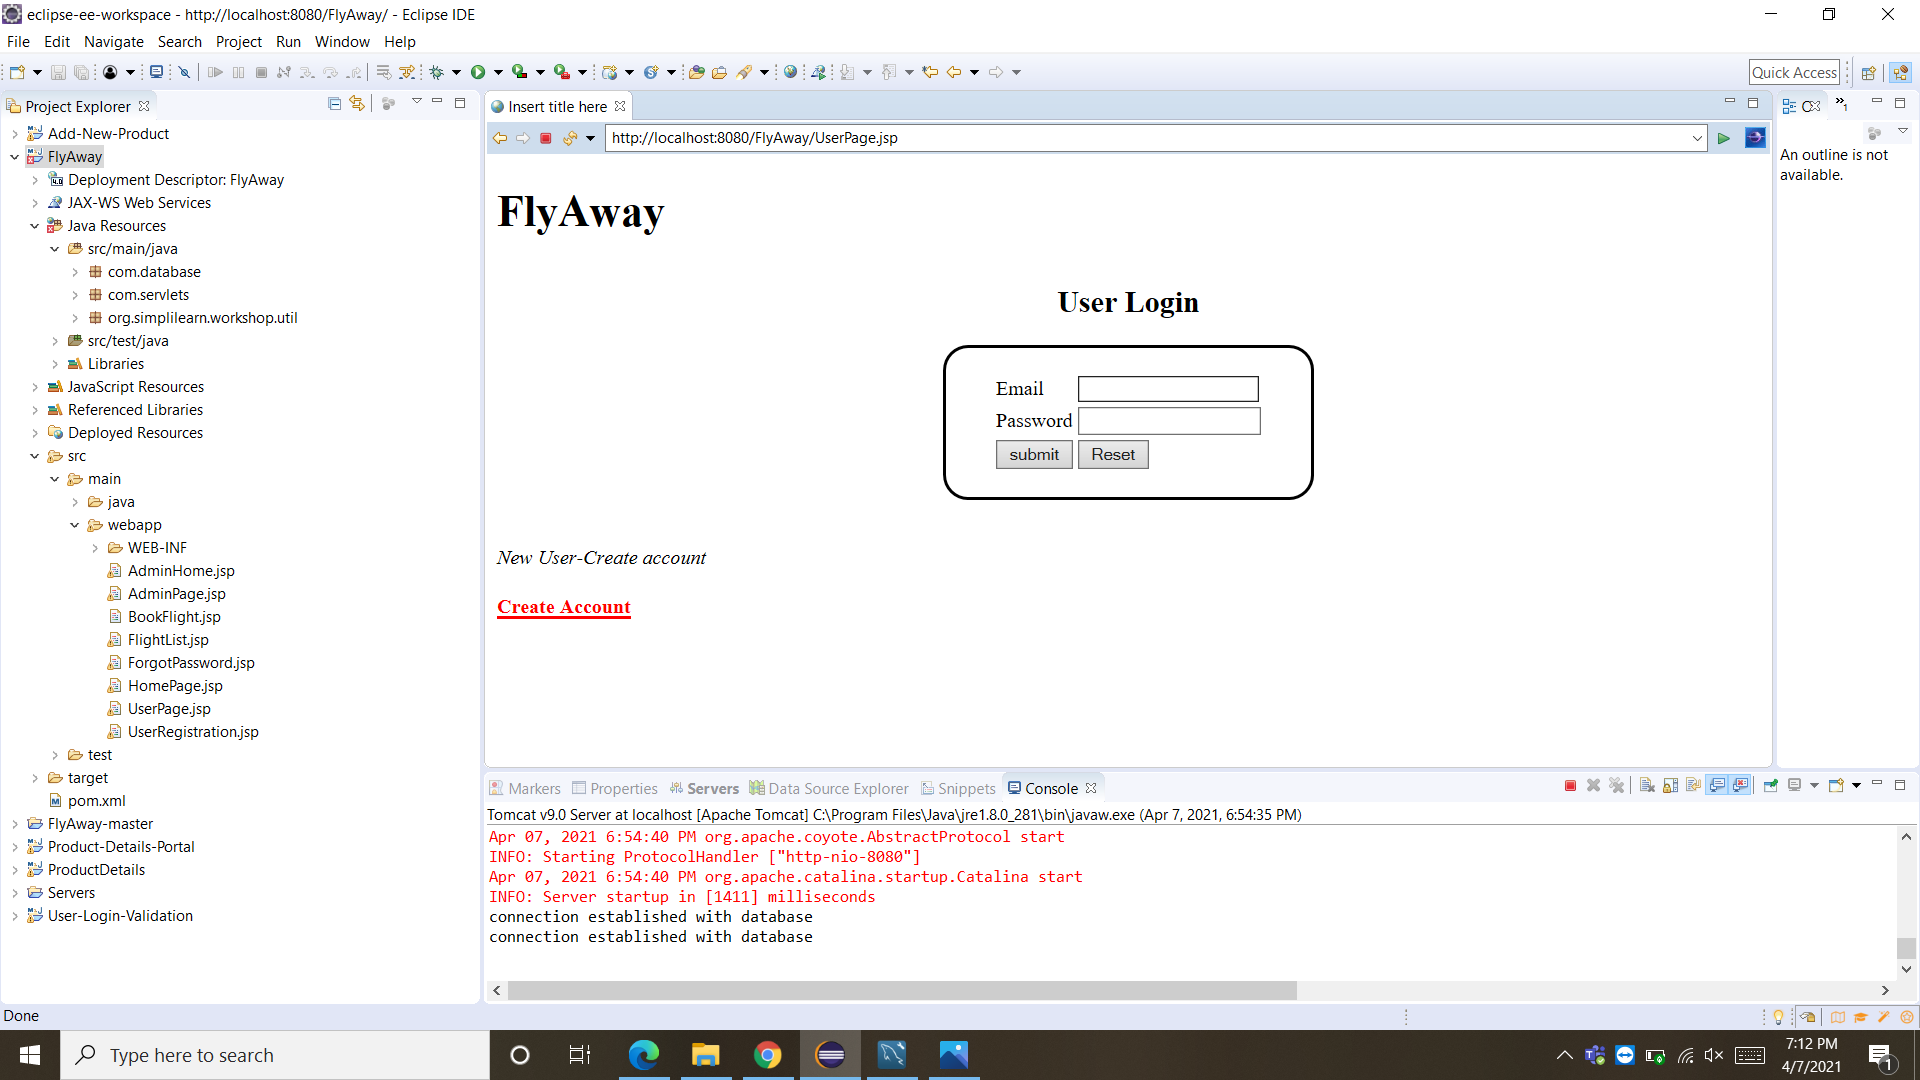 eclipse-ee-workspace - http://localhost:8080/FlyAway/ - Eclipse IDE
File Edit Navigate Search Project Run Window Help
Quick Access
Project Explorer
Add-New-Product
FlyAway
Deployment Descriptor: FlyAway
JAX-WS Web Services
Java Resources
src/main/java
com.database
com.servlets
org.simplilearn.workshop.util
src/test/java
Libraries
JavaScript Resources
Referenced Libraries
Deployed Resources
src
main
java
webapp
WEB-INF
AdminHome.jsp
AdminPage.jsp
BookFlight.jsp
FlightList.jsp
ForgotPassword.jsp
HomePage.jsp
UserPage.jsp
UserRegistration.jsp
test
target
pom.xml
FlyAway-master
Product-Details-Portal
ProductDetails
Servers
User-Login-Validation
Insert title here
http://localhost:8080/FlyAway/UserPage.jsp
FlyAway
User Login
Email
Password
submit Reset
New User-Create account
Create Account
An outline is not
available.
Markers Properties Servers Data Source Explorer Snippets Console
Tomcat v9.0 Server at localhost [Apache Tomcat] C:\Program Files\Java\jre1.8.0_281\bin\javaw.exe (Apr 7, 2021, 6:54:35 PM)
Apr 07, 2021 6:54:40 PM org.apache.coyote.AbstractProtocol start
INFO: Starting ProtocolHandler ["http-nio-8080"]
Apr 07, 2021 6:54:40 PM org.apache.catalina.startup.Catalina start
INFO: Server startup in [1411] milliseconds
connection established with database
connection established with database
Done
Type here to search
7:12 PM
4/7/2021
1